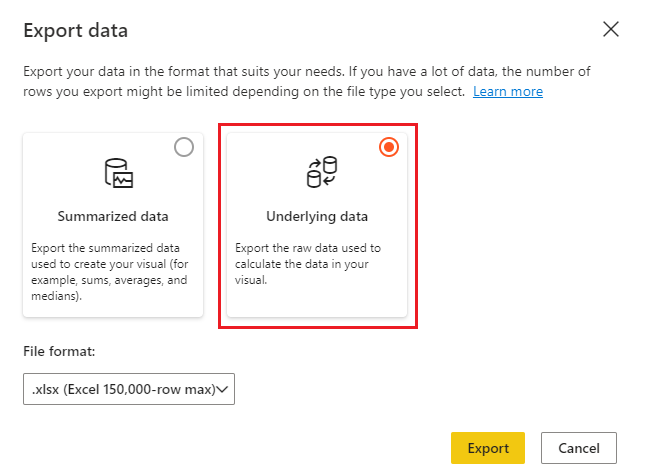 Export data
Export your data in the format that suits your needs. If you have a lot of data, the number of
rows you export might be limited depending on the file type you select. Learn more
Summarized data
Export the summarized data
used to create your visual (for
example, sums, averages, and
medians).
Underlying data
Export the raw data used to
calculate the data in your
visual.
File format:
.xlsx (Excel 150,000-row max)
Export
Cancel